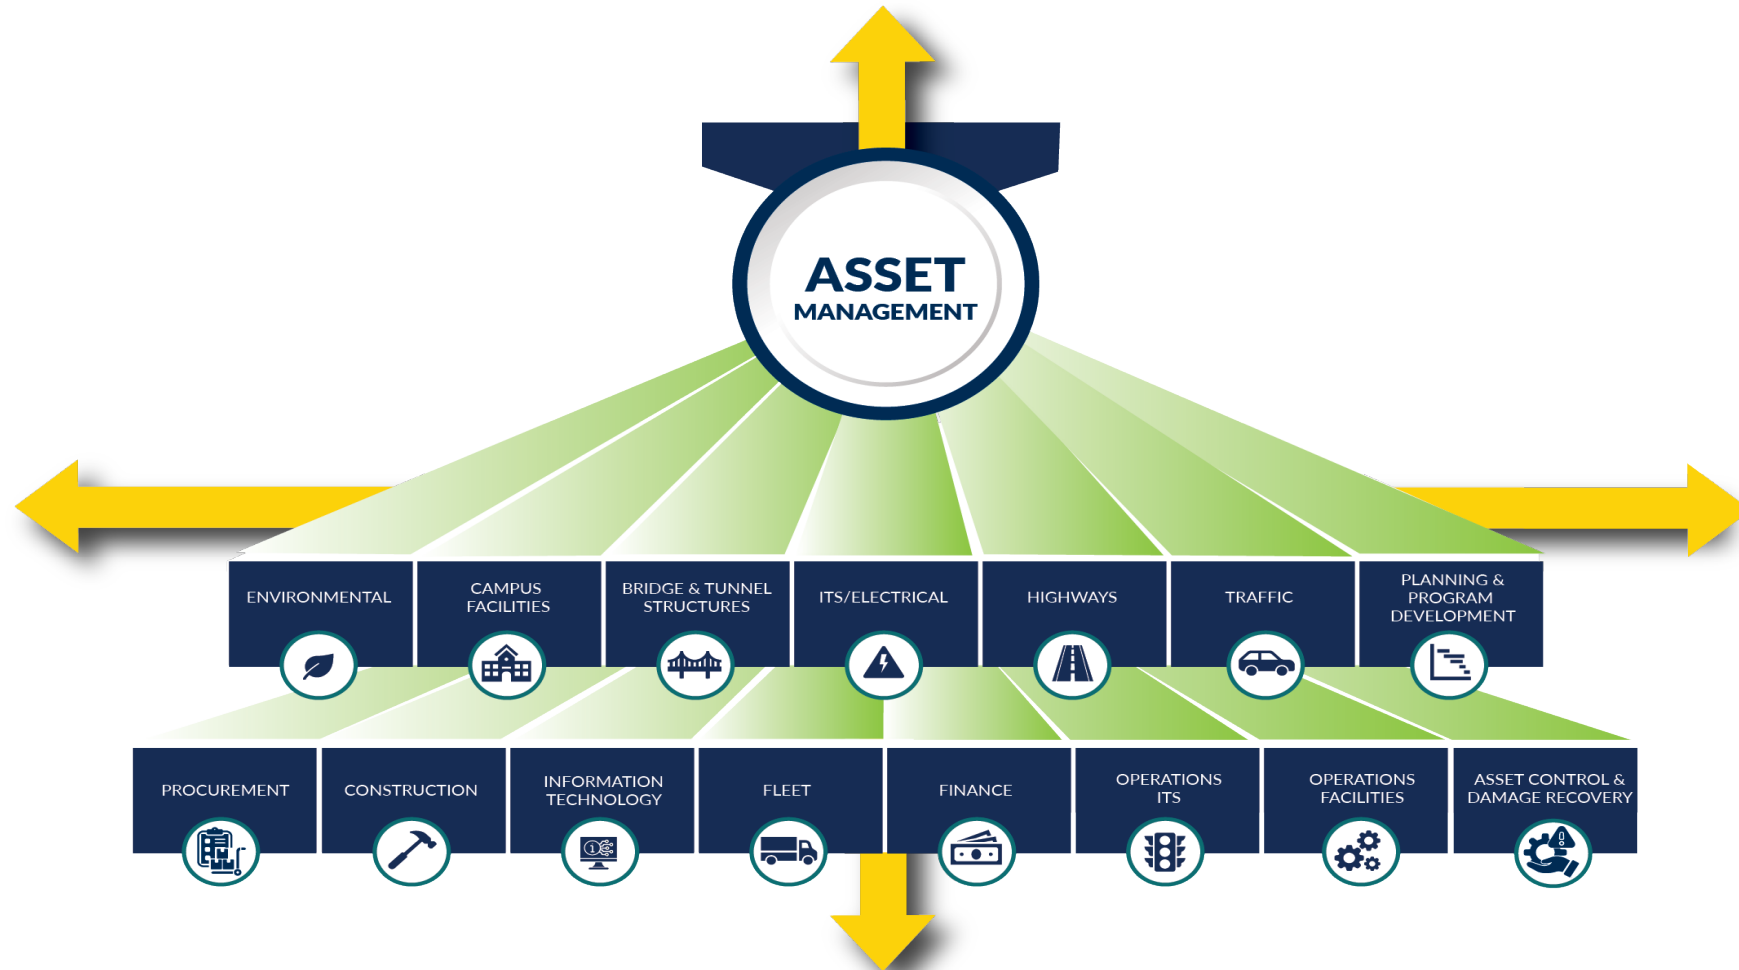 ASSET
MANAGEMENT
ENVIRONMENTAL
CAMPUS
FACILITIES
BRIDGE & TUNNEL
STRUCTURES
ITS/ELECTRICAL
HIGHWAYS
TRAFFIC
PLANNING &
PROGRAM
DEVELOPMENT
PROCUREMENT
CONSTRUCTION
INFORMATION
TECHNOLOGY
FLEET
FINANCE
OPERATIONS
ITS
OPERATIONS
FACILITIES
ASSET CONTROL &
DAMAGE RECOVERY